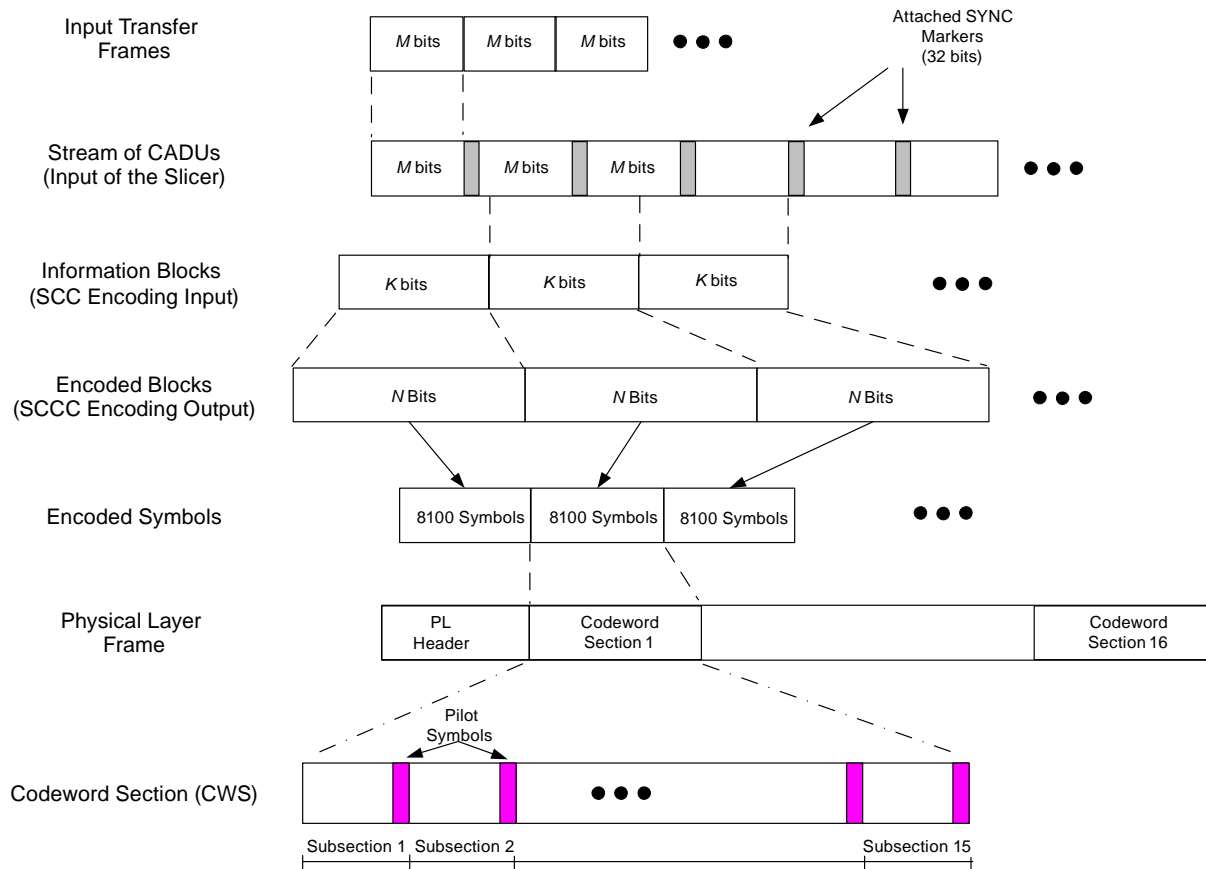 Input Transfer
Frames
M bits
M bits
M bits
Attached SYNC
Markers
(32 bits)
Stream of CADUs
(Input of the Slicer)
M bits
M bits
M bits
Information Blocks
(SCC Encoding Input)
K bits
K bits
K bits
Encoded Blocks
(SCCC Encoding Output)
N Bits
N Bits
N Bits
Encoded Symbols
8100 Symbols
8100 Symbols
8100 Symbols
Physical Layer
Frame
PL
Header
Codeword
Section 1
Codeword
Section 16
Pilot
Symbols
Codeword Section (CWS)
Subsection 1
Subsection 2
Subsection 15